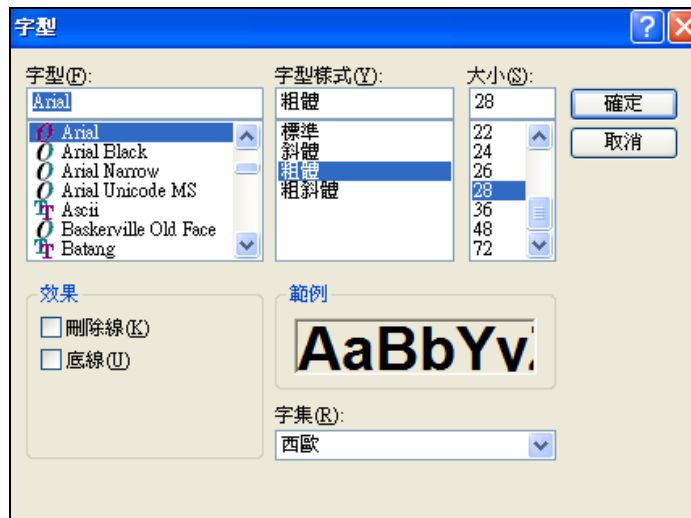 字型
字型(F):
Arial
Arial
Arial Black
Arial Narrow
Arial Unicode MS
Ascii
Baskerville Old Face
Batang
字型樣式(Y):
粗體
標準
斜體
粗體
粗斜體
大小(S):
28
22
24
26
28
36
48
72
確定
取消
效果
刪除線(K)
底線(U)
範例
AaBbYy
字集(R):
西歐